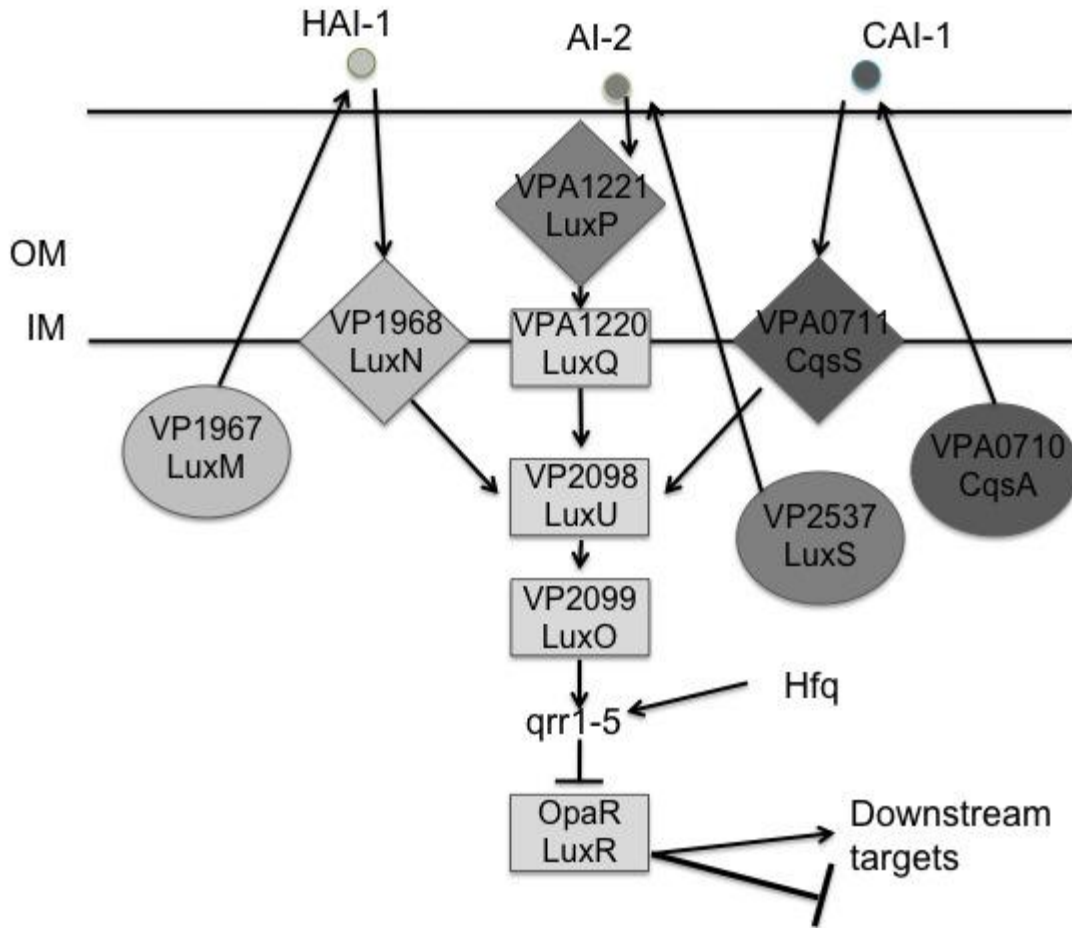 HAI-1
AI-2
CAI-1
VPA1221
LuxP
OM
IM
VP1968
LuxN
VPA1220
LuxQ
VPA0711
CqsS
VP1967
LuxM
VPA0710
CqsA
VP2098
LuxU
VP2537
LuxS
VP2099
LuxO
Hfq
qrr1-5
OpaR
LuxR
Downstream
targets